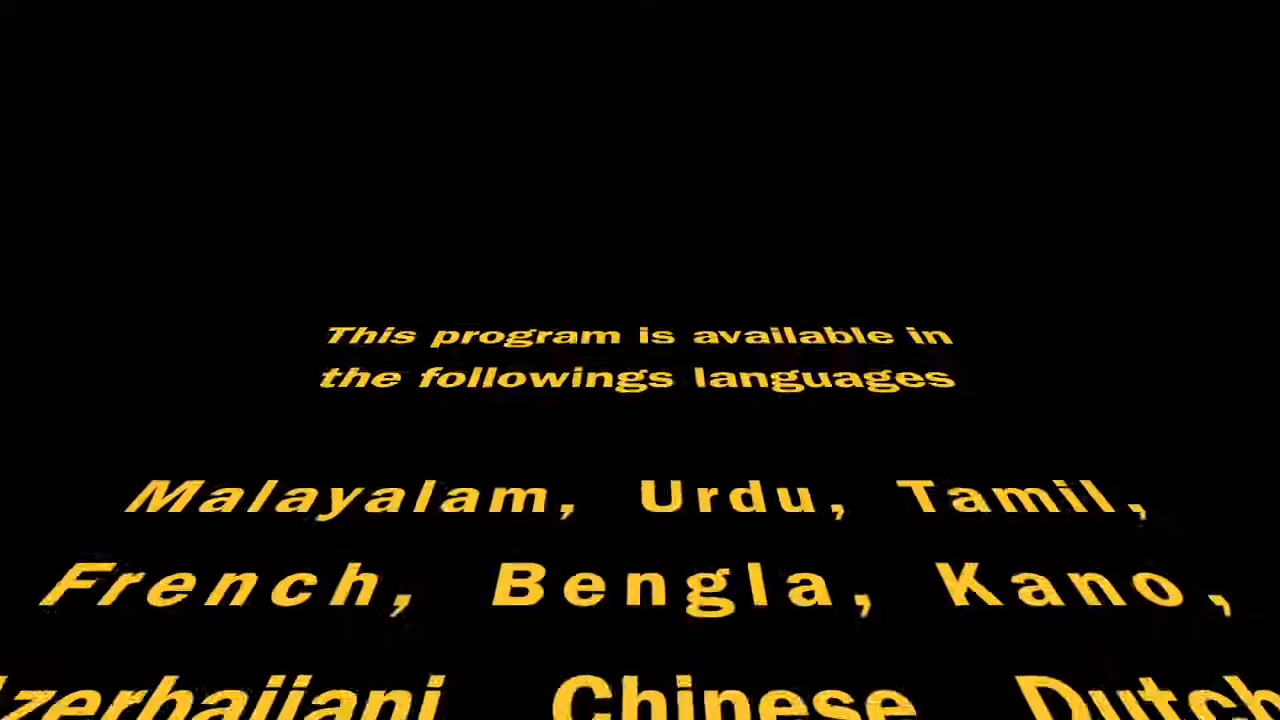 This program is available in
the followings languages
Malayalam, Urdu, Tamil,
French, Bengla, Kano,
Chinese